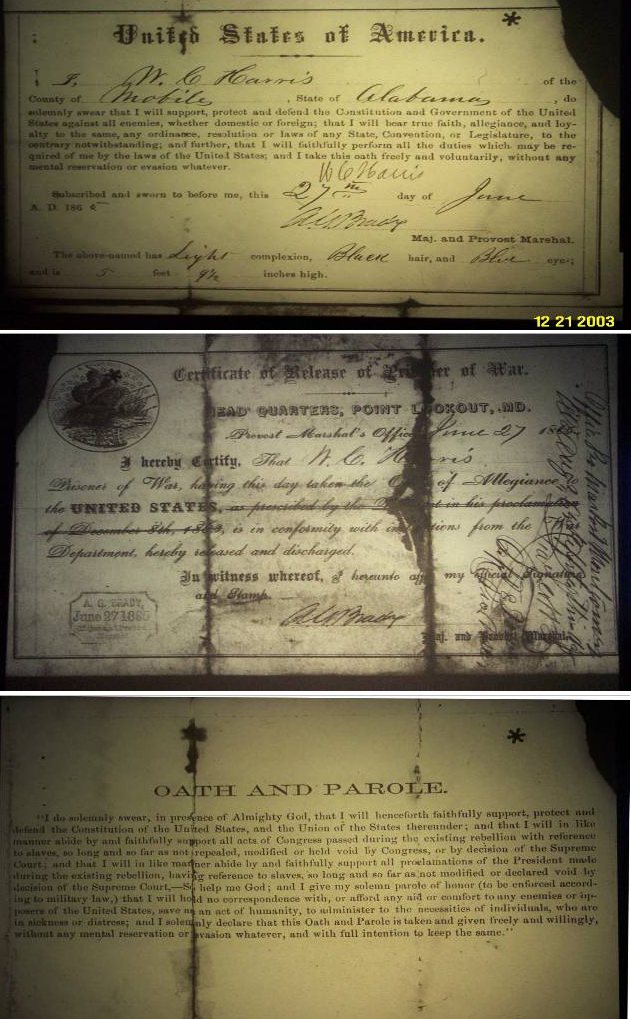 United States of America.
I, W. C Harris of the
County of Mobile, State of Alabama, do
solemnly swear that I will support, protect and defend the Constitution and Government of the United
States against all enemies, whether domestic or foreign; that I will bear true faith, allegiance, and loy-
alty to the same, any ordinance, resolution or laws of any State, Convention, or Legislature, to the
contrary notwithstanding; and further, that I will faithfully perform all the duties which may be re-
quired of me by the laws of the United States; and I take this oath freely and voluntarily, without any
mental reservation or evasion whatever.
W C Harris
Subscribed and sworn to before me, this 27 day of June
A. D. 186
A G Brady
Maj. and Provost Marshal.
The above-named has Light complexion, Black hair, and Blue eyes;
and is 5 feet 9½ inches high.
12 21 2003
Certificate of Release of Prisoner of War.
HEAD QUARTERS, POINT LOOKOUT, MD.
Provost Marshal's Office June 27 1865
I hereby Certify, That W. C. Harris
Prisoner of War, having this day taken the Oath of Allegiance to
the UNITED STATES, as prescribed by the President in his proclamation
of December 8th, 1863, is in conformity with instructions from the War
Department, hereby released and discharged.
In witness whereof, I hereunto affix my official Signature
and Stamp.
A. G. BRADY,
June 27 1865
A G Brady
Maj. and Provost Marshal.
OATH AND PAROLE.
"I do solemnly swear, in presence of Almighty God, that I will henceforth faithfully support, protect and
defend the Constitution of the United States, and the Union of the States thereunder; and that I will in like
manner abide by and faithfully support all acts of Congress passed during the existing rebellion with reference
to slaves, so long and so far as not repealed, modified or held void by Congress, or by decision of the Supreme
Court; and that I will in like manner abide by and faithfully support all proclamations of the President made
during the existing rebellion, having reference to slaves, so long and so far as not modified or declared void by
decision of the Supreme Court,—So help me God; and I give my solemn parole of honor (to be enforced accord-
ing to military law,) that I will hold no correspondence with, or afford any aid or comfort to any enemies or op-
posers of the United States, save as an act of humanity, to administer to the necessities of individuals, who are
in sickness or distress; and I solemnly declare that this Oath and Parole is taken and given freely and willingly,
without any mental reservation or evasion whatever, and with full intention to keep the same."